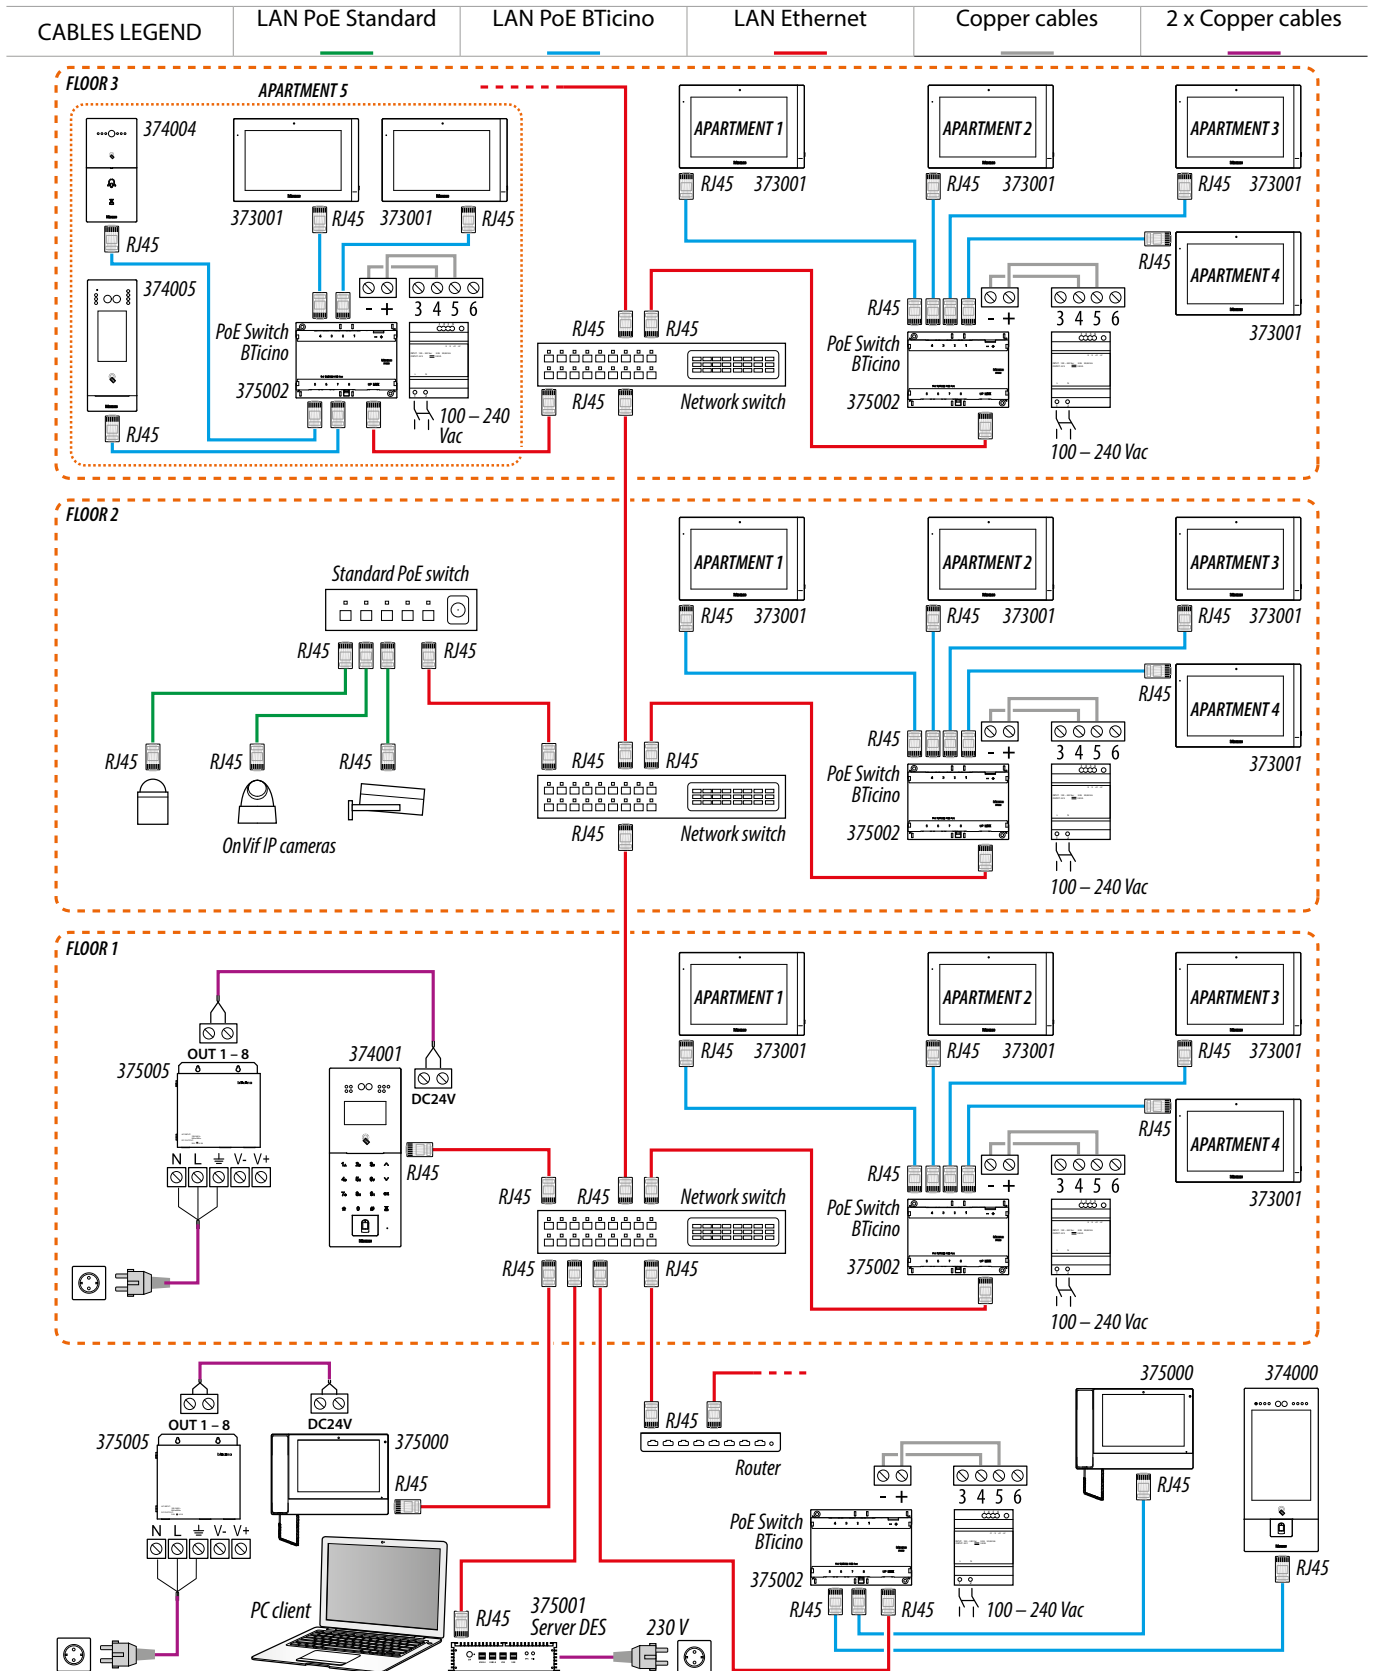 CABLES LEGEND
LAN PoE Standard
LAN PoE BTicino
LAN Ethernet
Copper cables
2 x Copper cables
FLOOR 3
APARTMENT 5
374004
373001
RJ45
373001
RJ45
RJ45
374005
- +
3 4 5 6
PoE Switch
BTicino
375002
100 – 240
Vac
RJ45
RJ45
RJ45
RJ45
Network switch
APARTMENT 1
RJ45 373001
APARTMENT 2
RJ45 373001
APARTMENT 3
RJ45 373001
RJ45
APARTMENT 4
373001
RJ45
- +
3 4 5 6
PoE Switch
BTicino
375002
100 – 240 Vac
FLOOR 2
Standard PoE switch
RJ45
RJ45
RJ45
RJ45
RJ45
OnVif IP cameras
RJ45
RJ45
RJ45
Network switch
APARTMENT 1
RJ45 373001
APARTMENT 2
RJ45 373001
APARTMENT 3
RJ45 373001
RJ45
APARTMENT 4
373001
RJ45
- +
3 4 5 6
PoE Switch
BTicino
375002
100 – 240 Vac
FLOOR 1
OUT 1 – 8
375005
N L V- V+
374001
DC24V
RJ45
RJ45
RJ45
Network switch
RJ45
RJ45
APARTMENT 1
RJ45 373001
APARTMENT 2
RJ45 373001
APARTMENT 3
RJ45 373001
RJ45
APARTMENT 4
373001
RJ45
- +
3 4 5 6
PoE Switch
BTicino
375002
100 – 240 Vac
OUT 1 – 8
375005
N L V- V+
DC24V
375000
RJ45
PC client
RJ45
375001
Server DES
230 V
RJ45
Router
- +
3 4 5 6
PoE Switch
BTicino
375002
RJ45
RJ45
100 – 240 Vac
375000
RJ45
374000
RJ45